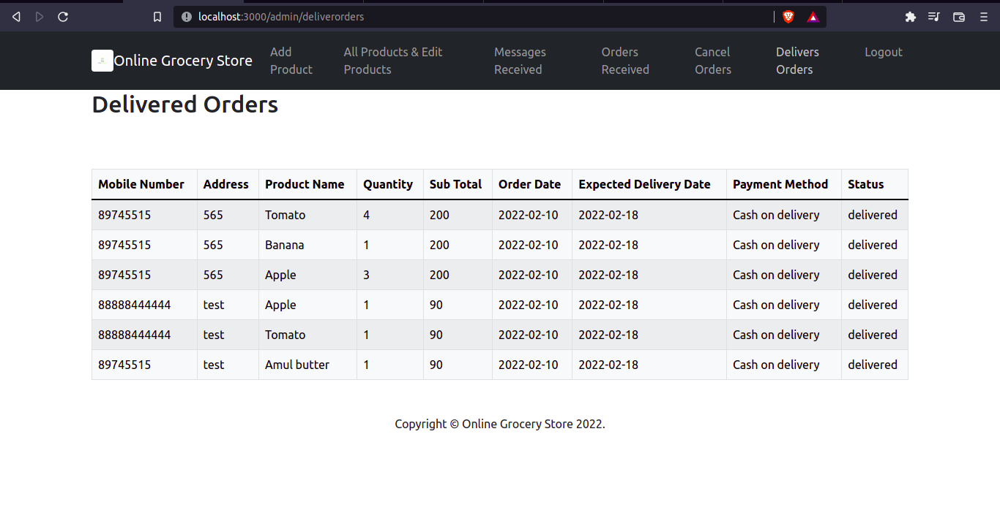 localhost:3000/admin/deliverorders
Online Grocery Store
Add Product
All Products & Edit Products
Messages Received
Orders Received
Cancel Orders
Delivers Orders
Logout
Delivered Orders
Mobile Number Address Product Name Quantity Sub Total Order Date Expected Delivery Date Payment Method Status
89745515 565 Tomato 4 200 2022-02-10 2022-02-18 Cash on delivery delivered
89745515 565 Banana 1 200 2022-02-10 2022-02-18 Cash on delivery delivered
89745515 565 Apple 3 200 2022-02-10 2022-02-18 Cash on delivery delivered
88888444444 test Apple 1 90 2022-02-10 2022-02-18 Cash on delivery delivered
88888444444 test Tomato 1 90 2022-02-10 2022-02-18 Cash on delivery delivered
89745515 test Amul butter 1 90 2022-02-10 2022-02-18 Cash on delivery delivered
Copyright © Online Grocery Store 2022.